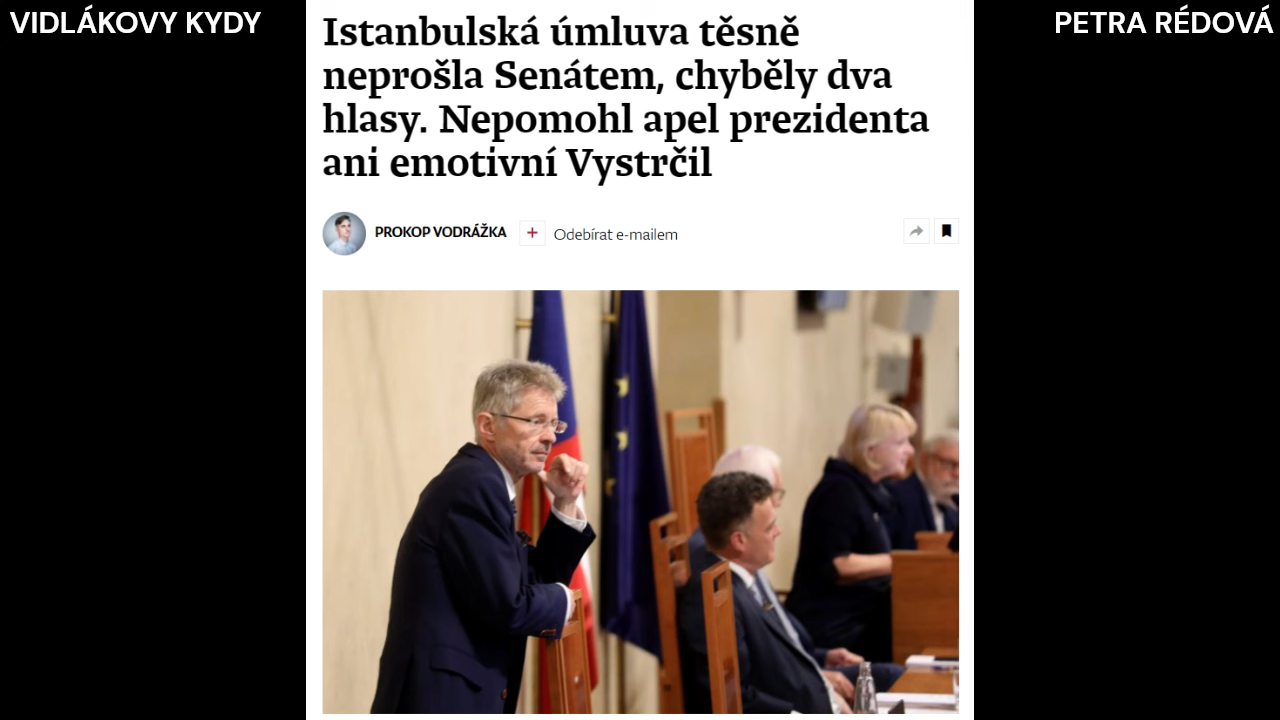 VIDLÁKOVY KYDY
PETRA RÉDOVÁ
Istanbulská úmluva těsně
neprošla Senátem, chyběly dva
hlasy. Nepomohl apel prezidenta
ani emotivní Vystrčil
PROKOP VODRÁŽKA
Odebírat e-mailem